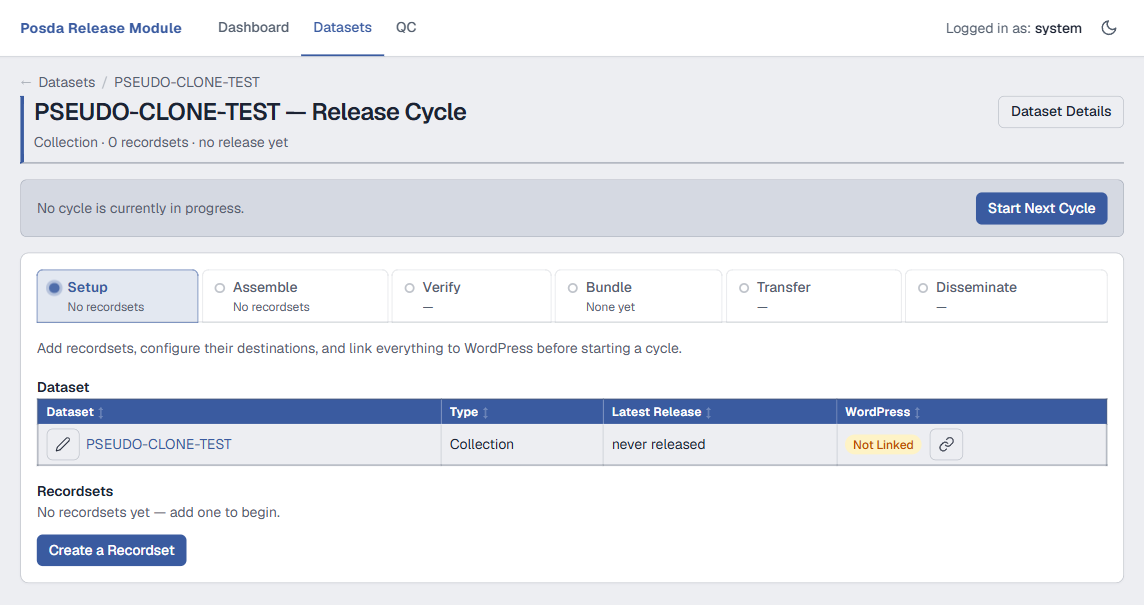 Posda Release Module Dashboard Datasets QC Logged in as: system
← Datasets / PSEUDO-CLONE-TEST
PSEUDO-CLONE-TEST — Release Cycle
Dataset Details
Collection · 0 recordsets · no release yet
No cycle is currently in progress.
Start Next Cycle
Setup
No recordsets
Assemble
No recordsets
Verify
—
Bundle
None yet
Transfer
—
Disseminate
—
Add recordsets, configure their destinations, and link everything to WordPress before starting a cycle.
Dataset
Dataset ↕ Type ↕ Latest Release ↕ WordPress ↕
PSEUDO-CLONE-TEST Collection never released Not Linked
Recordsets
No recordsets yet — add one to begin.
Create a Recordset